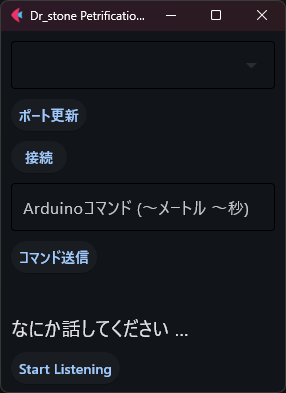 Dr_stone Petrificatio...
ポート更新
接続
Arduinoコマンド (～メートル ～秒)
コマンド送信
なにか話してください ...
Start Listening